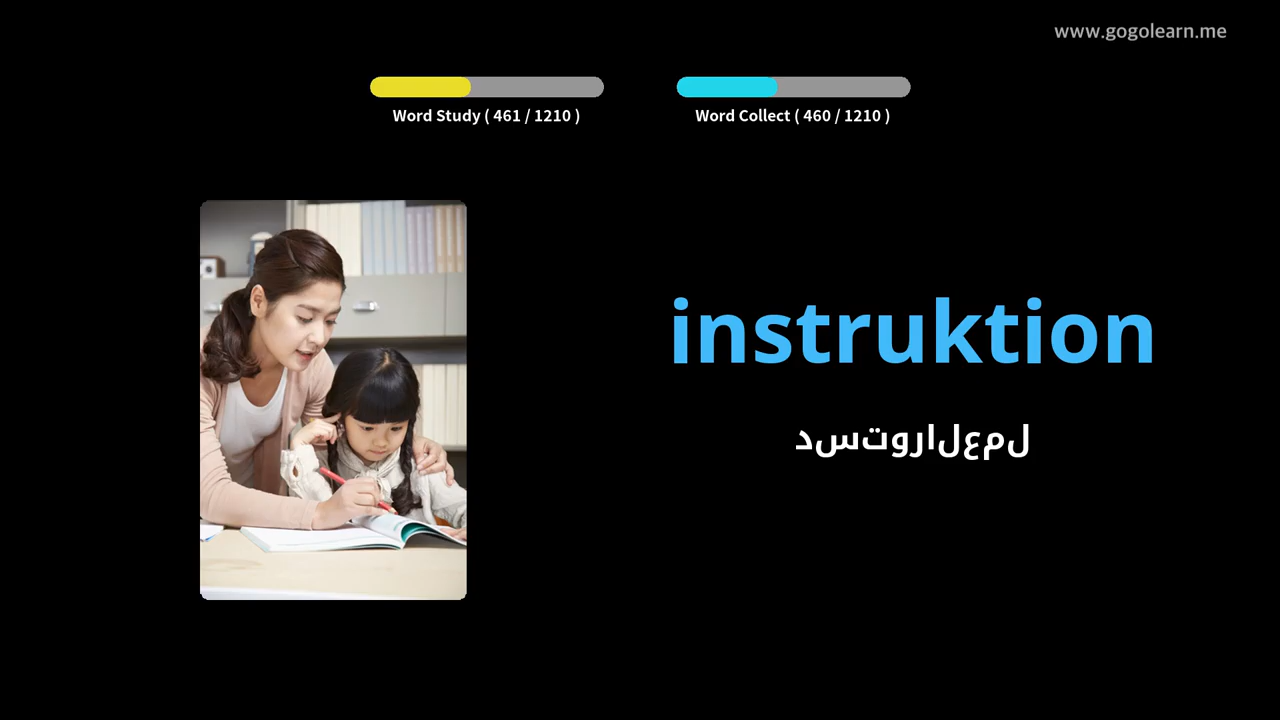 www.gogolearn.me
Word Study ( 461 / 1210 )
Word Collect ( 460 / 1210 )
instruktion
دستورالعمل